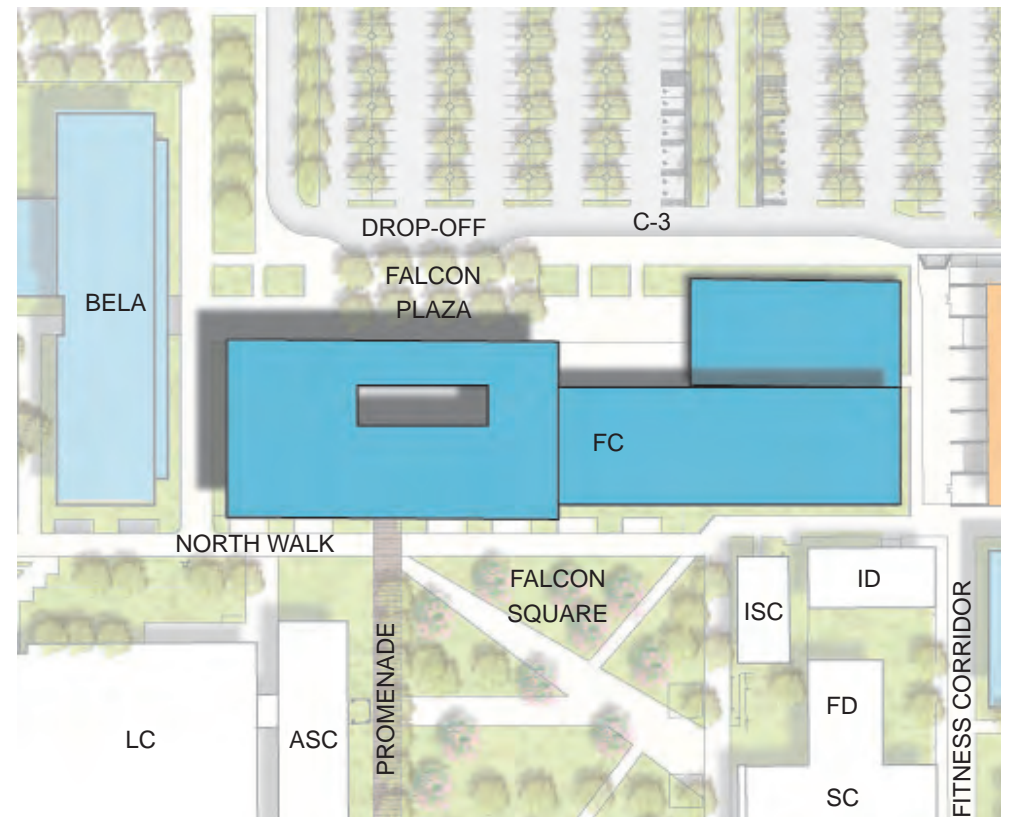 DROP-OFF
C-3
FALCON
PLAZA
BELA
FC
NORTH WALK
FALCON
SQUARE
ISC
ID
PROMENADE
FITNESS CORRIDOR
LC
ASC
FD
SC